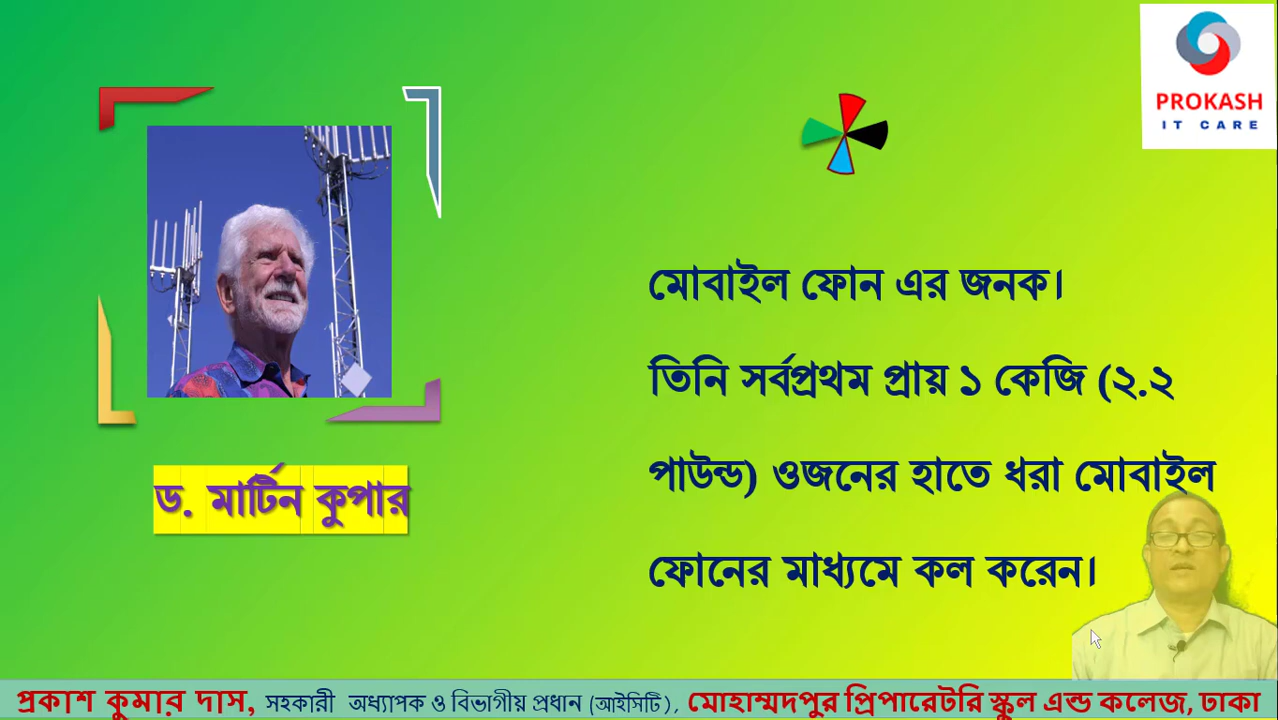 PROKASH
IT CARE
মোবাইল ফোন এর জনক।
তিনি সর্বপ্রথম প্রায় ১ কেজি (২.২
পাউন্ড) ওজনের হাতে ধরা মোবাইল
ফোনের মাধ্যমে কল করেন।
ড. মার্টিন কুপার
প্রকাশ কুমার দাস, সহকারী অধ্যাপক ও বিভাগীয় প্রধান (আইসিটি), মোহাম্মদপুর প্রিপারেটরি স্কুল এন্ড কলেজ, ঢাকা